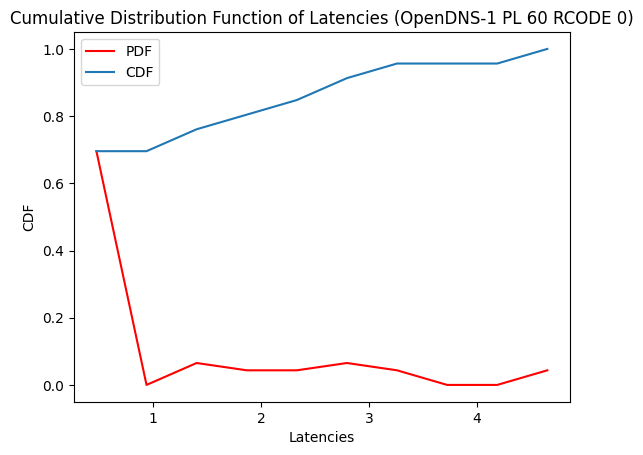 Cumulative Distribution Function of Latencies (OpenDNS-1 PL 60 RCODE 0)
PDF
CDF
1.0
0.8
0.6
0.4
0.2
0.0
CDF
1 2 3 4
Latencies